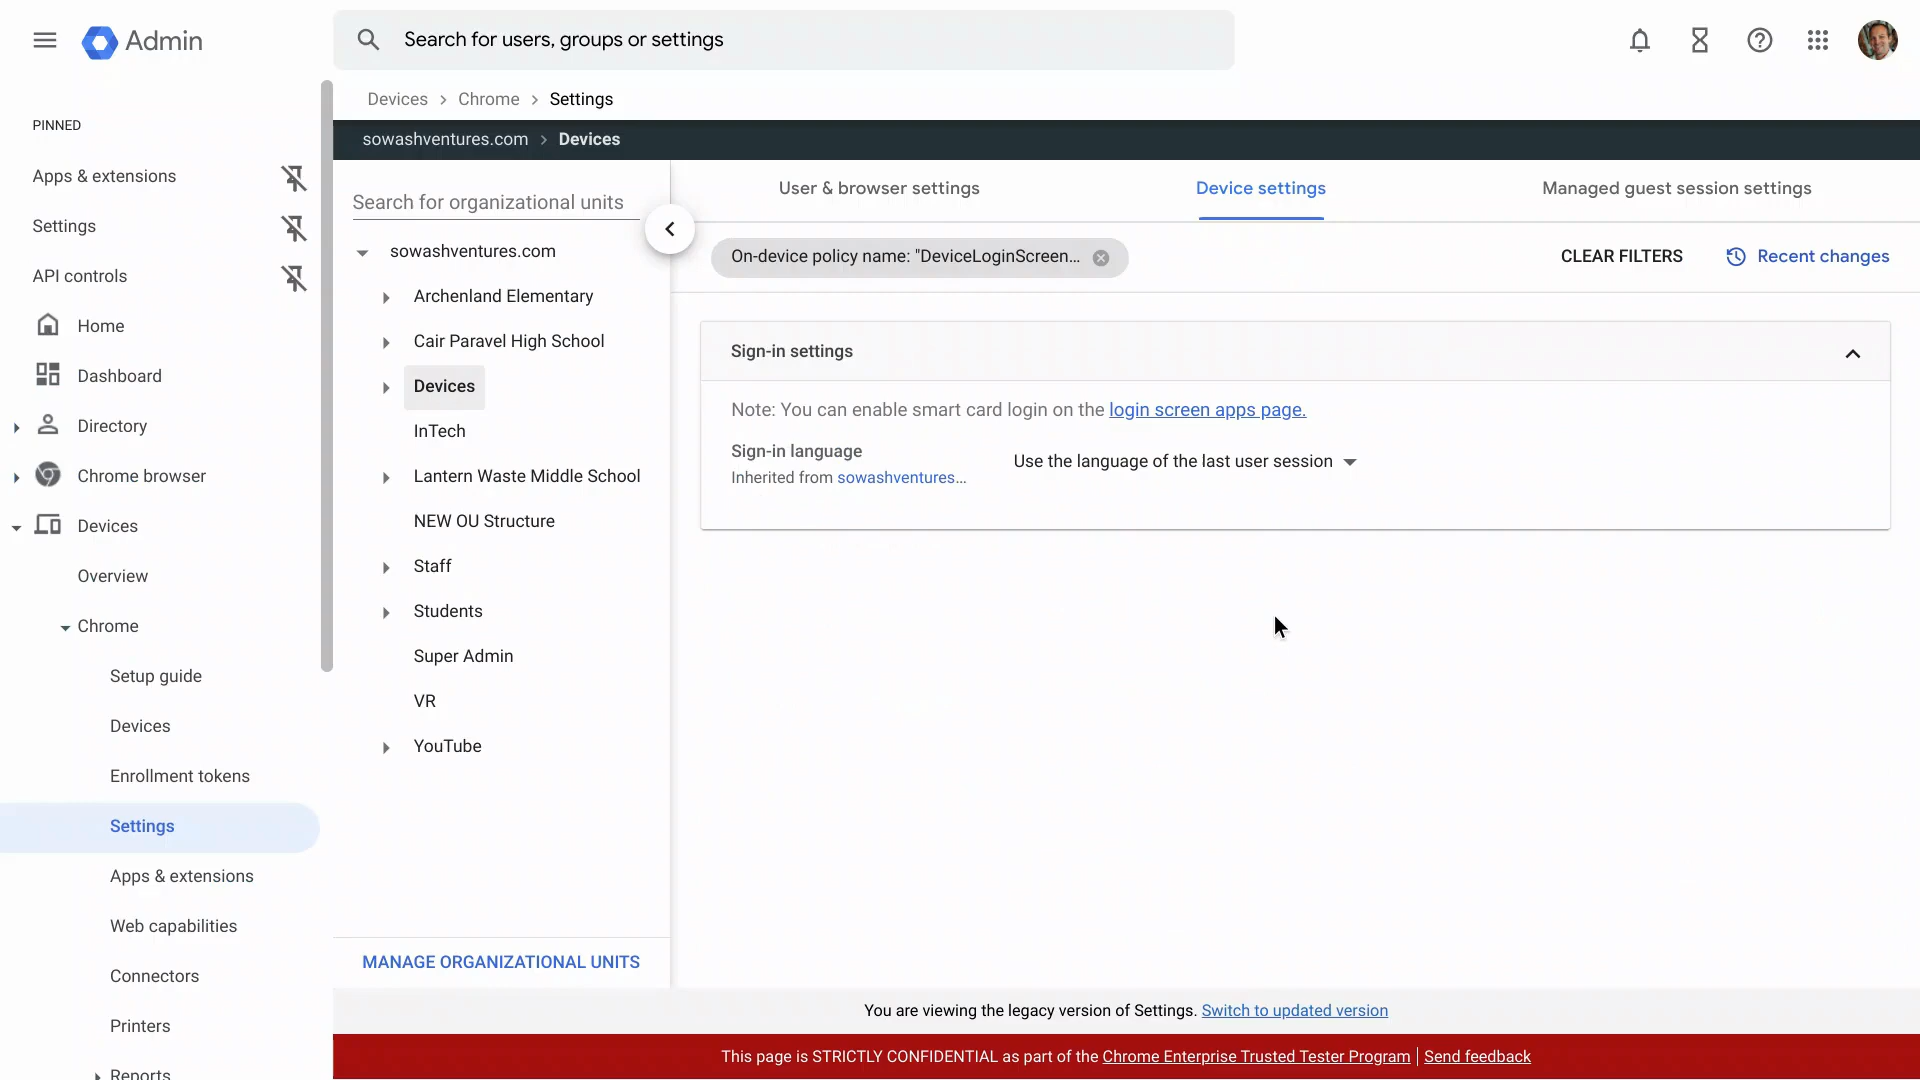 Admin
Search for users, groups or settings
PINNED
Apps & extensions
Settings
API controls
Home
Dashboard
Directory
Chrome browser
Devices
Overview
Chrome
Setup guide
Devices
Enrollment tokens
Settings
Apps & extensions
Web capabilities
Connectors
Printers
Reports
Devices > Chrome > Settings
sowashventures.com > Devices
Search for organizational units
sowashventures.com
Archenland Elementary
Cair Paravel High School
Devices
InTech
Lantern Waste Middle School
NEW OU Structure
Staff
Students
Super Admin
VR
YouTube
MANAGE ORGANIZATIONAL UNITS
User & browser settings
Device settings
Managed guest session settings
On-device policy name: "DeviceLoginScreen...
CLEAR FILTERS
Recent changes
Sign-in settings
Note: You can enable smart card login on the login screen apps page.
Sign-in language
Inherited from sowashventures...
Use the language of the last user session
You are viewing the legacy version of Settings. Switch to updated version
This page is STRICTLY CONFIDENTIAL as part of the Chrome Enterprise Trusted Tester Program | Send feedback